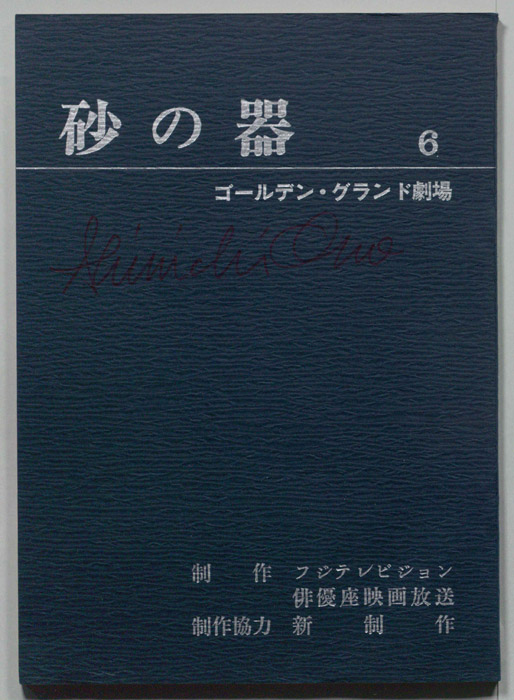 砂の器 6
ゴールデン・グランド劇場
制作 フジテレビジョン
俳優座映画放送
制作協力 新制作